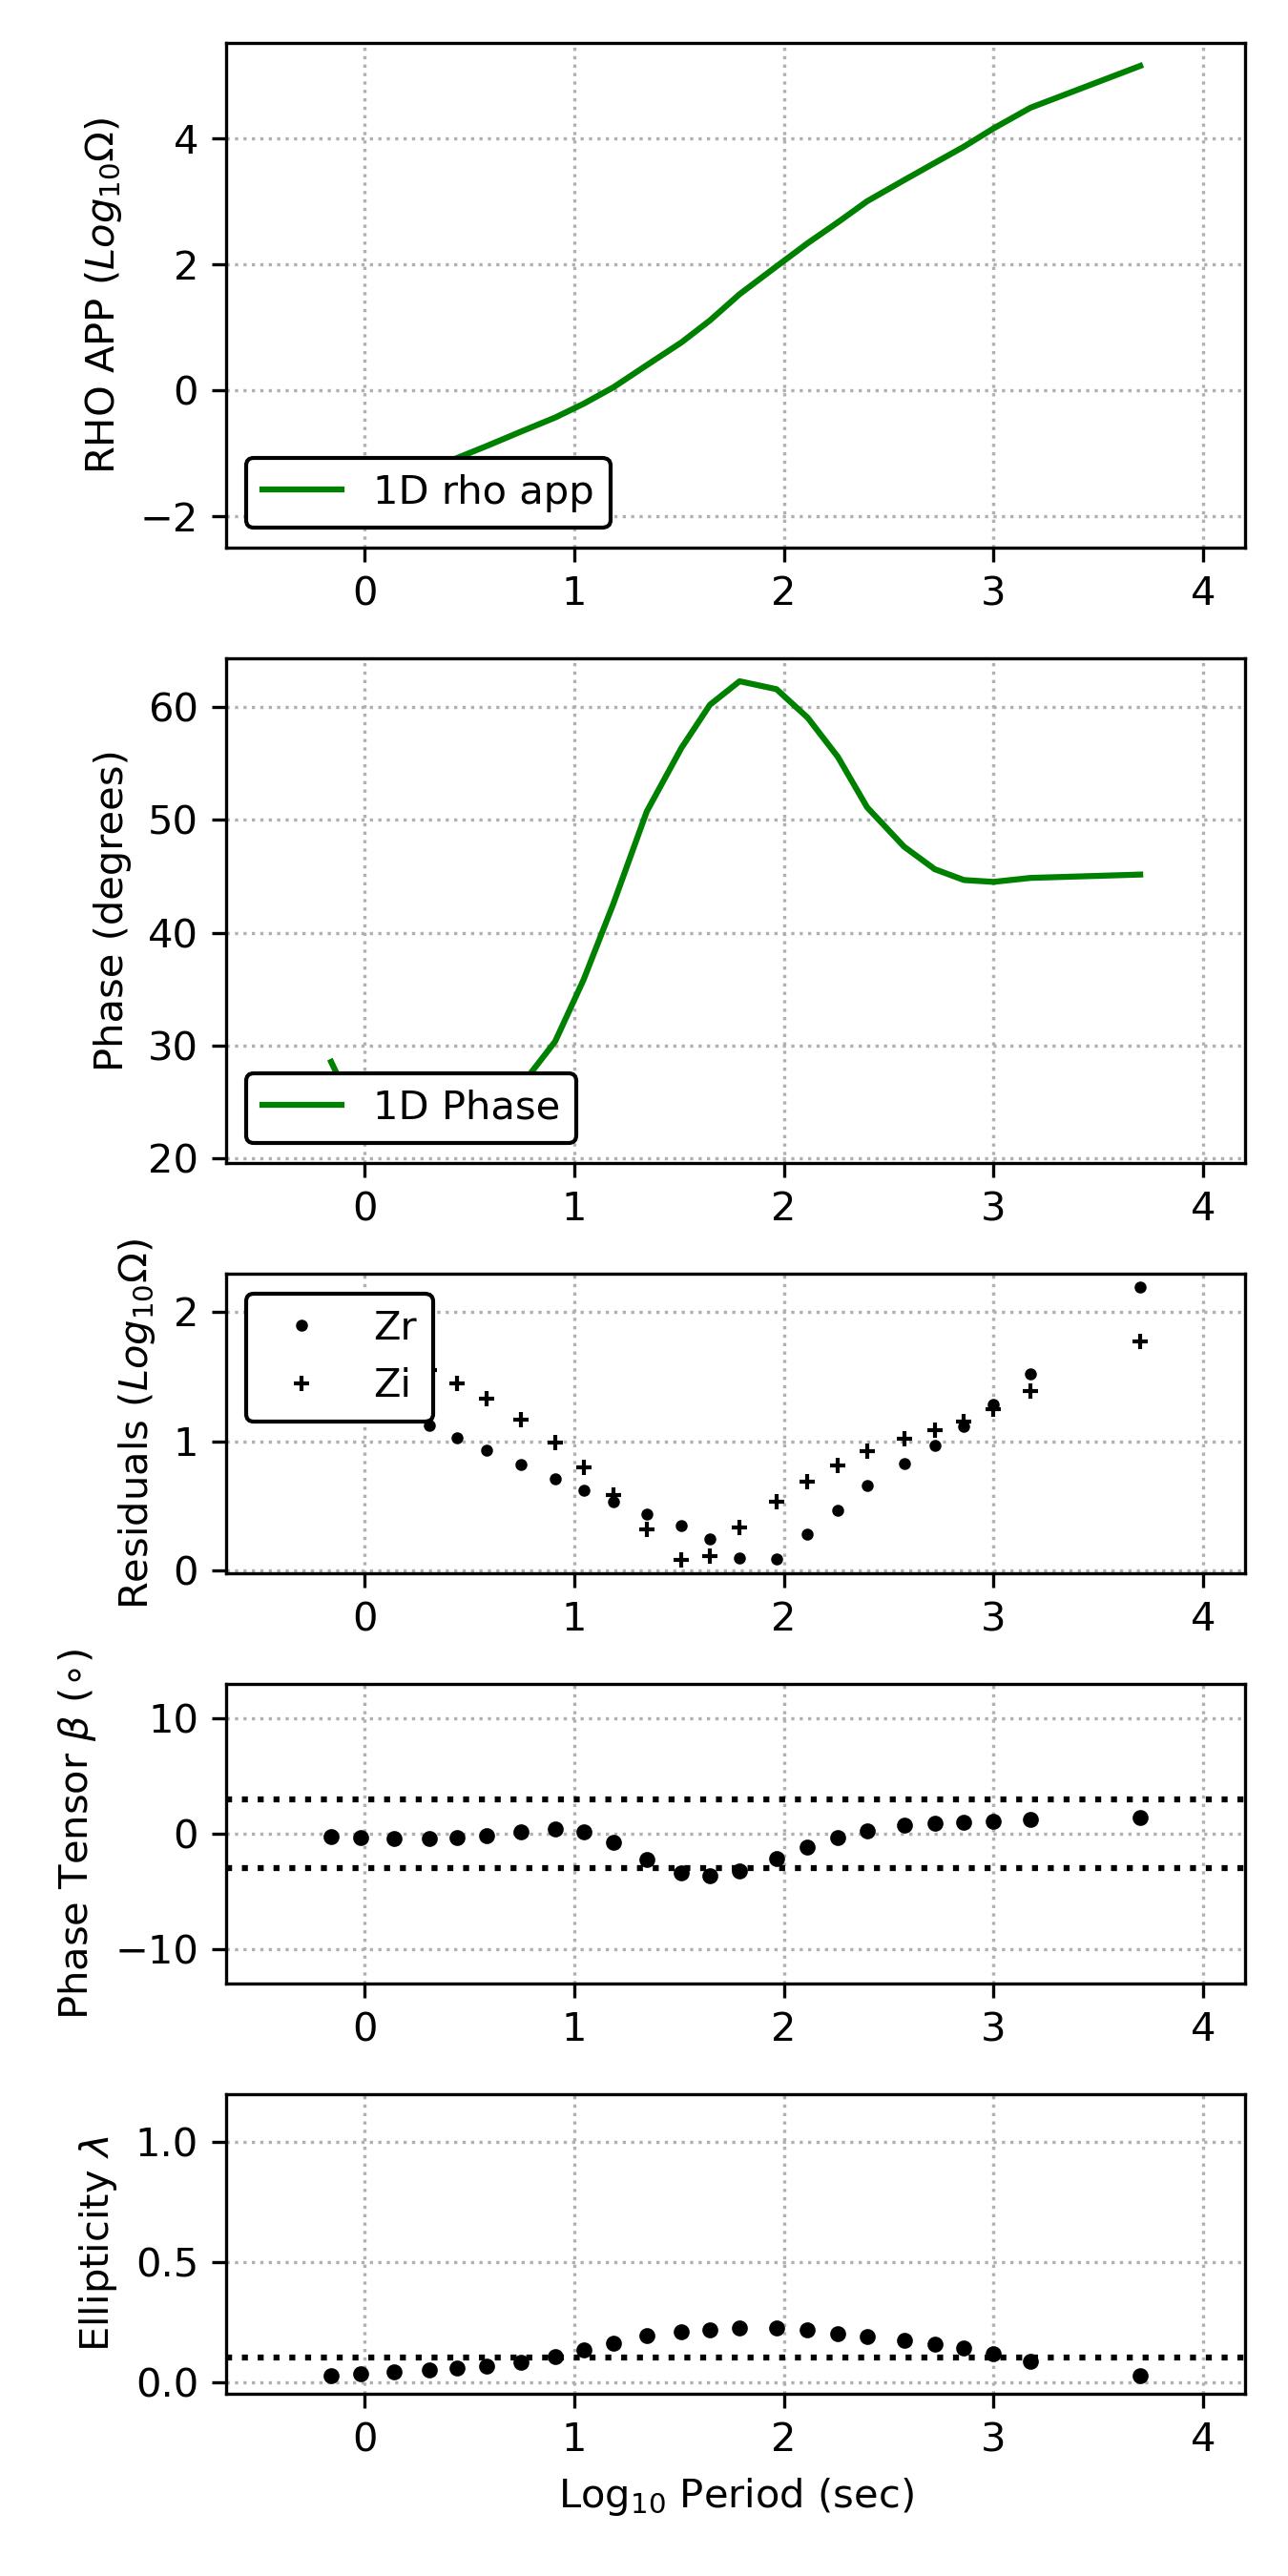 RHO APP (Log₁₀Ω)
4
2
0
−2
1D rho app
0 1 2 3 4
Phase (degrees)
60
50
40
30
20
1D Phase
0 1 2 3 4
Residuals (Log₁₀Ω)
2
1
0
Zr
Zi
0 1 2 3 4
Phase Tensor β (∘)
10
0
−10
0 1 2 3 4
Ellipticity λ
1.0
0.5
0.0
0 1 2 3 4
Log₁₀ Period (sec)